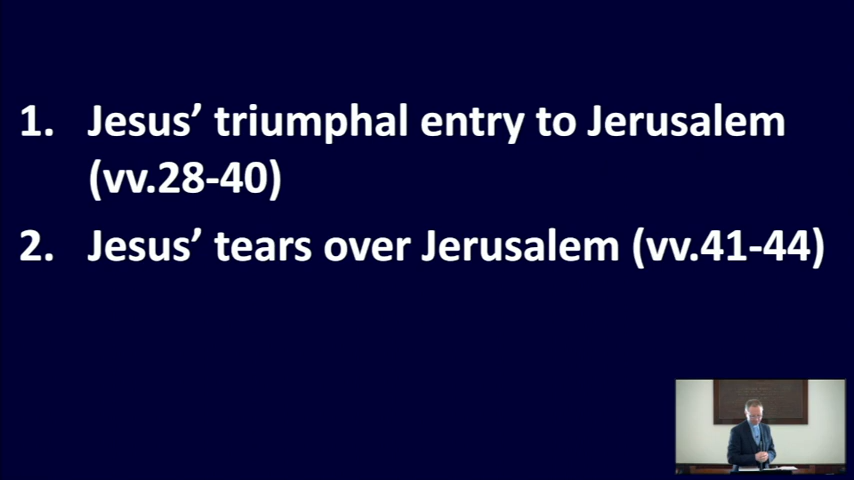 1. Jesus’ triumphal entry to Jerusalem
(vv.28-40)
2. Jesus’ tears over Jerusalem (vv.41-44)